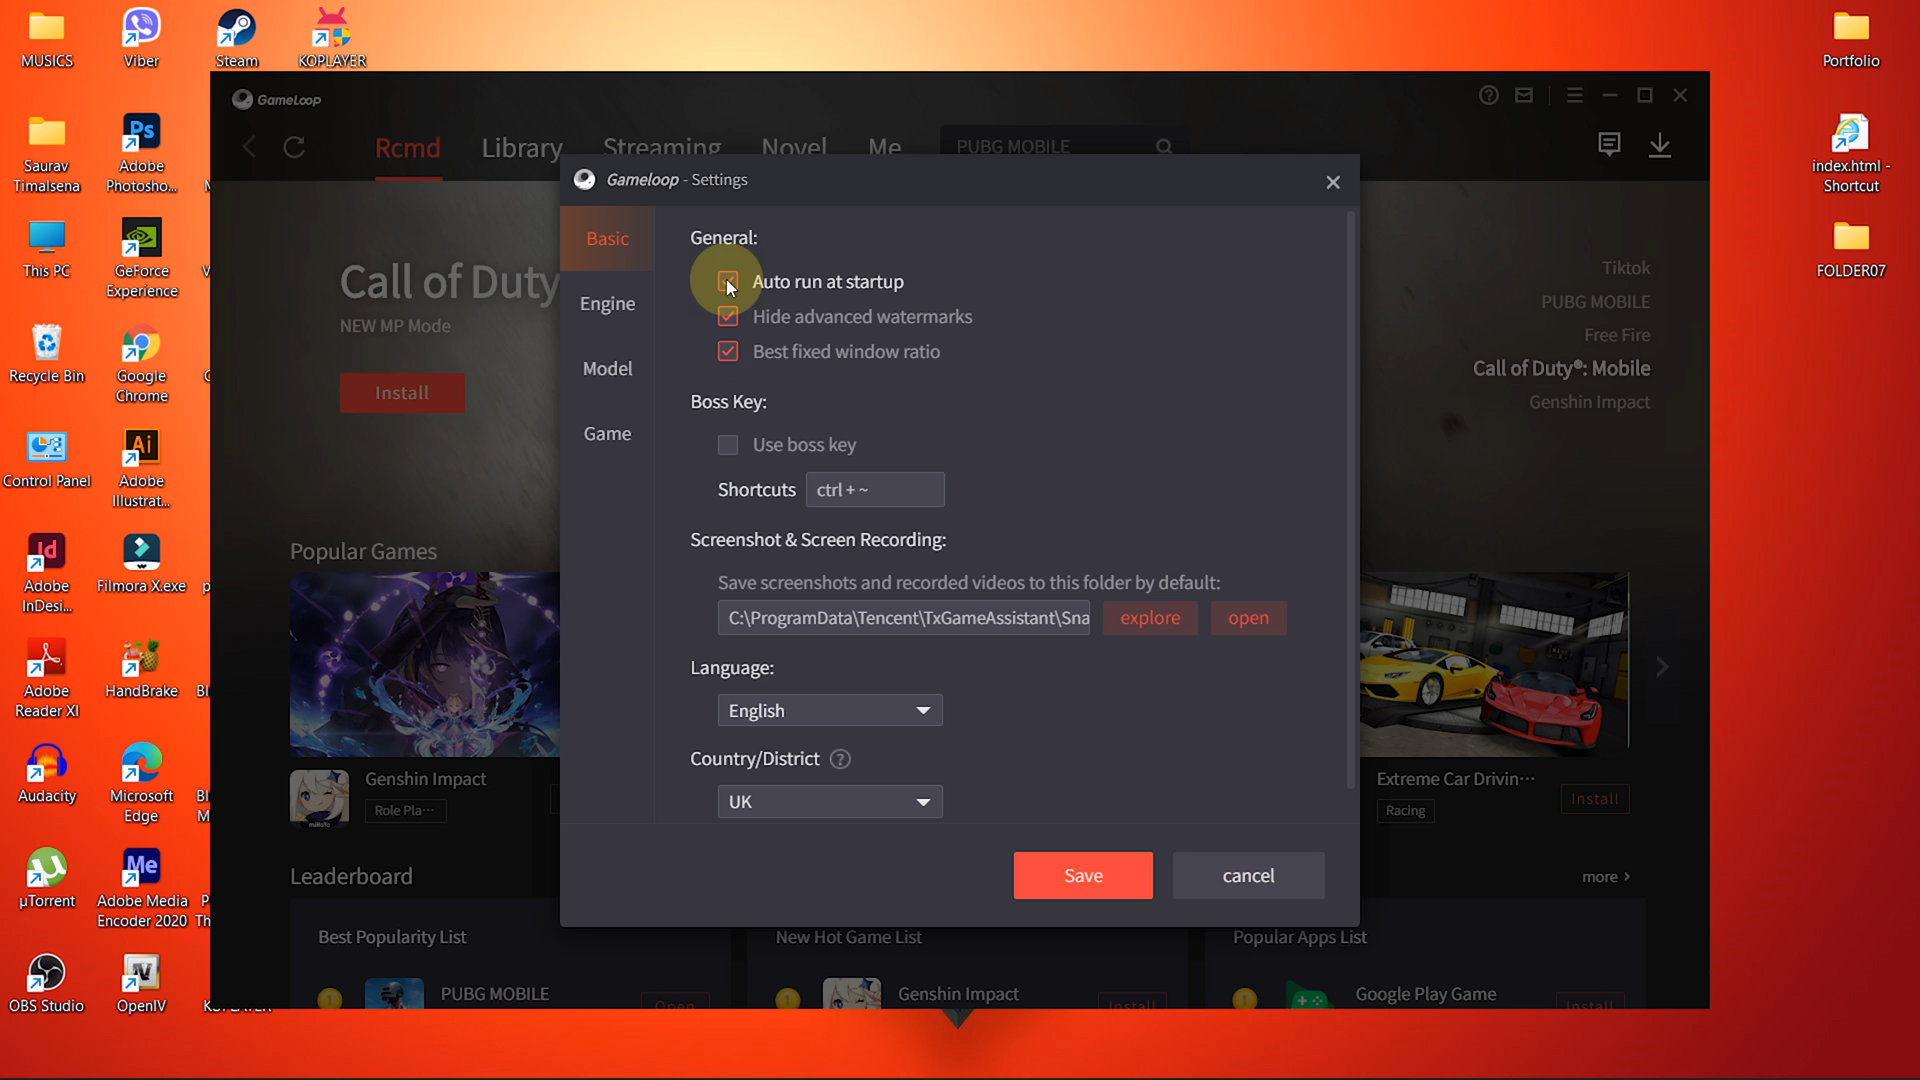 MUSICS
Viber
Steam
KOPLAYER
Portfolio
Saurav
Timalsena
Adobe
Photosho...
index.html -
Shortcut
This PC
GeForce
Experience
FOLDER07
Recycle Bin
Google
Chrome
Control Panel
Adobe
Illustrat...
Adobe
InDesi...
Filmora X.exe
Adobe
Reader XI
HandBrake
Audacity
Microsoft
Edge
µTorrent
Adobe Media
Encoder 2020
OBS Studio
OpenIV
GameLoop
Rcmd
Library
Streaming
Novel
Me
PUBG MOBILE
Call of Duty
NEW MP Mode
Install
Tiktok
PUBG MOBILE
Free Fire
Call of Duty®: Mobile
Genshin Impact
Gameloop - Settings
Basic
Engine
Model
Game
General:
Auto run at startup
Hide advanced watermarks
Best fixed window ratio
Boss Key:
Use boss key
Shortcuts ctrl + ~
Screenshot & Screen Recording:
Save screenshots and recorded videos to this folder by default:
C:\ProgramData\Tencent\TxGameAssistant\Sna explore open
Language:
English
Country/District ?
UK
Save cancel
Popular Games
Genshin Impact
Role Pla···
Extreme Car Drivin···
Racing
Install
Leaderboard
more >
Best Popularity List
New Hot Game List
Popular Apps List
1 PUBG MOBILE Open
1 Genshin Impact Install
1 Google Play Game Install